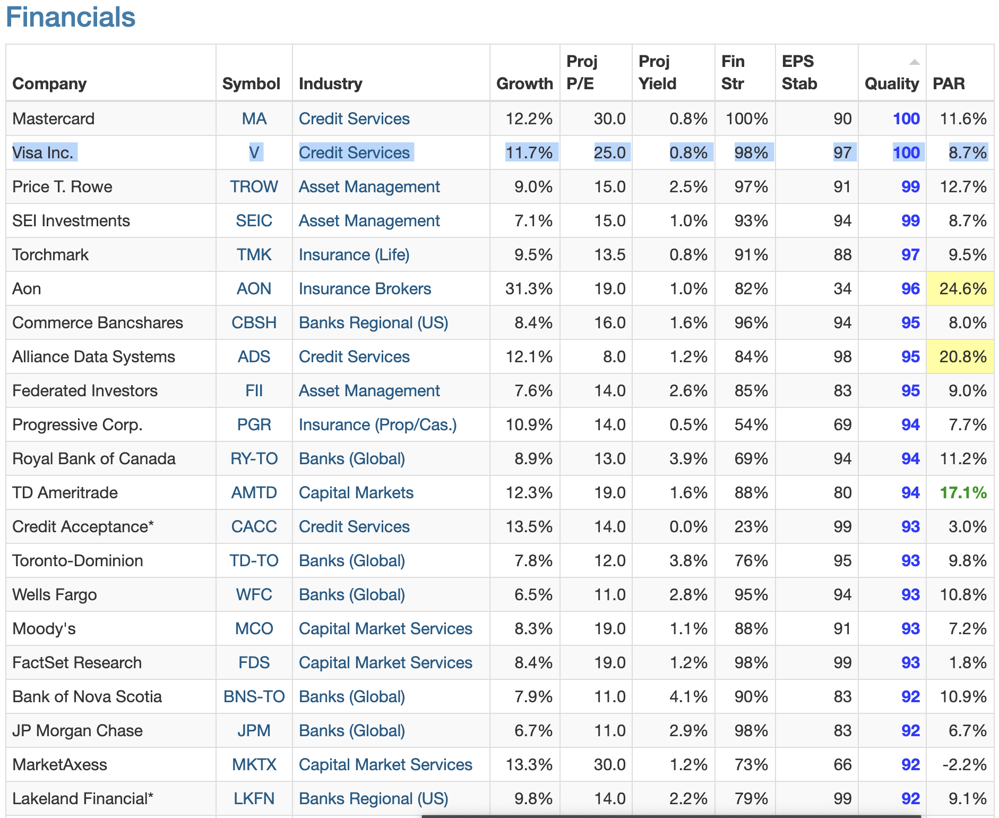 Financials
Company Symbol Industry Growth Proj P/E Proj Yield Fin Str EPS Stab Quality PAR
Mastercard MA Credit Services 12.2% 30.0 0.8% 100% 90 100 11.6%
Visa Inc. V Credit Services 11.7% 25.0 0.8% 98% 97 100 8.7%
Price T. Rowe TROW Asset Management 9.0% 15.0 2.5% 97% 91 99 12.7%
SEI Investments SEIC Asset Management 7.1% 15.0 1.0% 93% 94 99 8.7%
Torchmark TMK Insurance (Life) 9.5% 13.5 0.8% 91% 88 97 9.5%
Aon AON Insurance Brokers 31.3% 19.0 1.0% 82% 34 96 24.6%
Commerce Bancshares CBSH Banks Regional (US) 8.4% 16.0 1.6% 96% 94 95 8.0%
Alliance Data Systems ADS Credit Services 12.1% 8.0 1.2% 84% 98 95 20.8%
Federated Investors FII Asset Management 7.6% 14.0 2.6% 85% 83 95 9.0%
Progressive Corp. PGR Insurance (Prop/Cas.) 10.9% 14.0 0.5% 54% 69 94 7.7%
Royal Bank of Canada RY-TO Banks (Global) 8.9% 13.0 3.9% 69% 94 94 11.2%
TD Ameritrade AMTD Capital Markets 12.3% 19.0 1.6% 88% 80 94 17.1%
Credit Acceptance* CACC Credit Services 13.5% 14.0 0.0% 23% 99 93 3.0%
Toronto-Dominion TD-TO Banks (Global) 7.8% 12.0 3.8% 76% 95 93 9.8%
Wells Fargo WFC Banks (Global) 6.5% 11.0 2.8% 95% 94 93 10.8%
Moody's MCO Capital Market Services 8.3% 19.0 1.1% 88% 91 93 7.2%
FactSet Research FDS Capital Market Services 8.4% 19.0 1.2% 98% 99 93 1.8%
Bank of Nova Scotia BNS-TO Banks (Global) 7.9% 11.0 4.1% 90% 83 92 10.9%
JP Morgan Chase JPM Banks (Global) 6.7% 11.0 2.9% 98% 83 92 6.7%
MarketAxess MKTX Capital Market Services 13.3% 30.0 1.2% 73% 66 92 -2.2%
Lakeland Financial* LKFN Banks Regional (US) 9.8% 14.0 2.2% 79% 99 92 9.1%